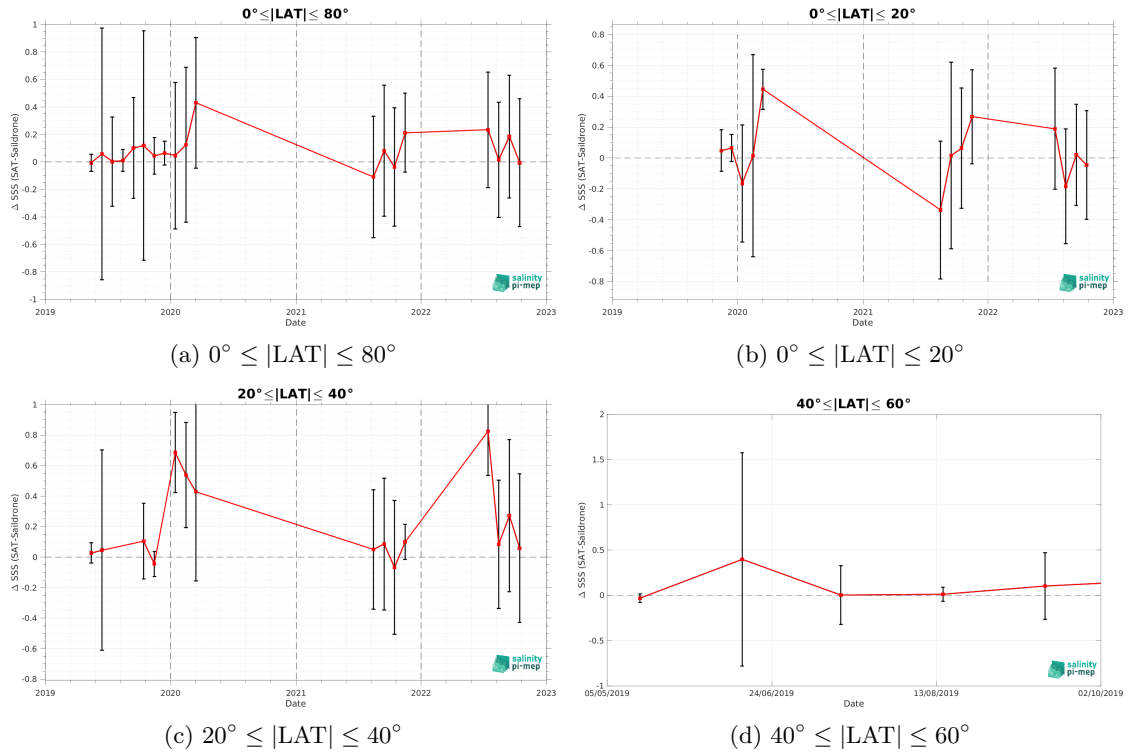 0°≤|LAT|≤ 80°
1
0.8
0.6
0.4
0.2
0
-0.2
-0.4
-0.6
-0.8
-1
Δ SSS (SAT-Saildrone)
2019
2020
2021
2022
2023
Date
salinity
pi-mep
(a) 0° ≤ |LAT| ≤ 80°
0°≤|LAT|≤ 20°
0.8
0.6
0.4
0.2
0
-0.2
-0.4
-0.6
-0.8
Δ SSS (SAT-Saildrone)
2019
2020
2021
2022
2023
Date
salinity
pi-mep
(b) 0° ≤ |LAT| ≤ 20°
20°≤|LAT|≤ 40°
1
0.8
0.6
0.4
0.2
0
-0.2
-0.4
-0.6
-0.8
Δ SSS (SAT-Saildrone)
2019
2020
2021
2022
2023
Date
salinity
pi-mep
(c) 20° ≤ |LAT| ≤ 40°
40°≤|LAT|≤ 60°
2
1.5
1
0.5
0
-0.5
-1
Δ SSS (SAT-Saildrone)
05/05/2019
24/06/2019
13/08/2019
02/10/2019
Date
salinity
pi-mep
(d) 40° ≤ |LAT| ≤ 60°